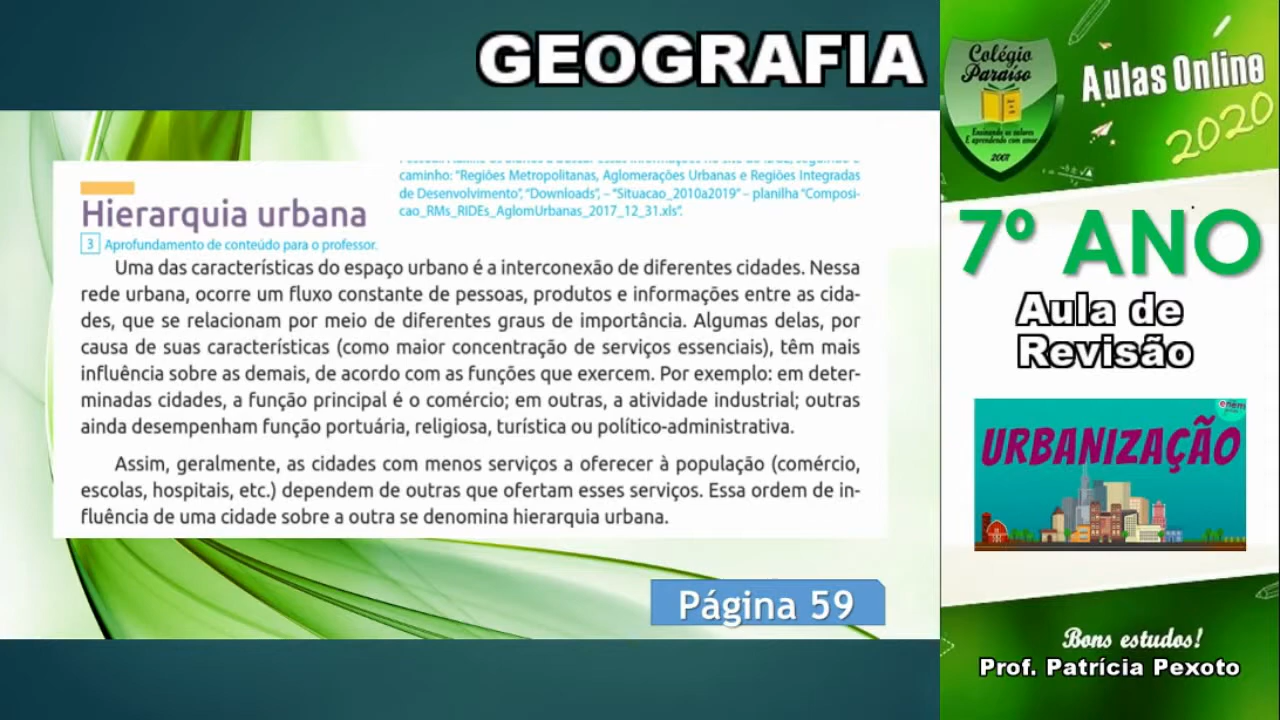 GEOGRAFIA
caminho: “Regiões Metropolitanas, Aglomerações Urbanas e Regiões Integradas
de Desenvolvimento”, “Downloads”, – “Situacao_2010a2019” – planilha “Composi-
cao_RMs_RIDEs_AglomUrbanas_2017_12_31.xls”.
Hierarquia urbana
3 Aprofundamento de conteúdo para o professor.
Uma das características do espaço urbano é a interconexão de diferentes cidades. Nessa
rede urbana, ocorre um fluxo constante de pessoas, produtos e informações entre as cida-
des, que se relacionam por meio de diferentes graus de importância. Algumas delas, por
causa de suas características (como maior concentração de serviços essenciais), têm mais
influência sobre as demais, de acordo com as funções que exercem. Por exemplo: em deter-
minadas cidades, a função principal é o comércio; em outras, a atividade industrial; outras
ainda desempenham função portuária, religiosa, turística ou político-administrativa.
Assim, geralmente, as cidades com menos serviços a oferecer à população (comércio,
escolas, hospitais, etc.) dependem de outras que ofertam esses serviços. Essa ordem de in-
fluência de uma cidade sobre a outra se denomina hierarquia urbana.
Página 59
Colégio
Paraíso
Ensinando os valores
E aprendendo com amor
2007
Aulas Online
2020
7º ANO
Aula de
Revisão
enem
URBANIZAÇÃO
Bons estudos!
Prof. Patrícia Pexoto